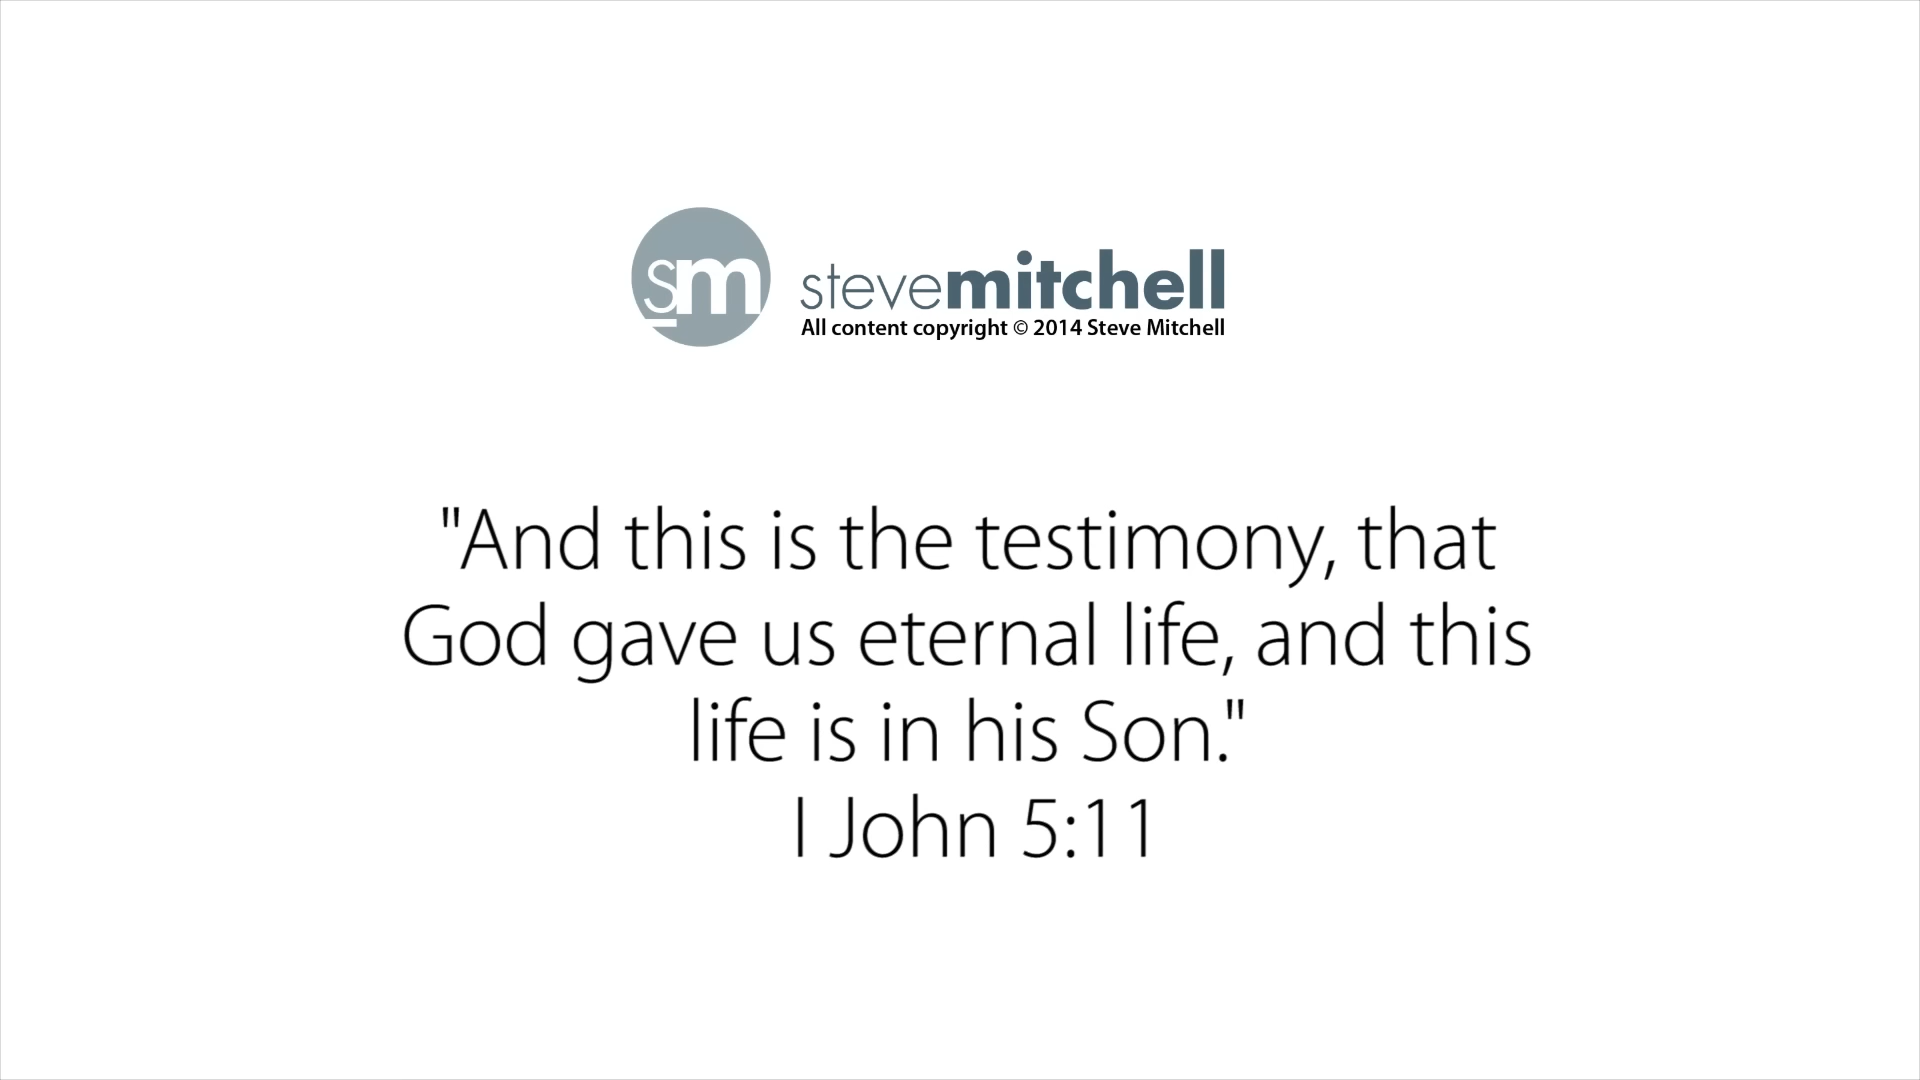 sm
stevemitchell
All content copyright © 2014 Steve Mitchell
"And this is the testimony, that
God gave us eternal life, and this
life is in his Son."
I John 5:11